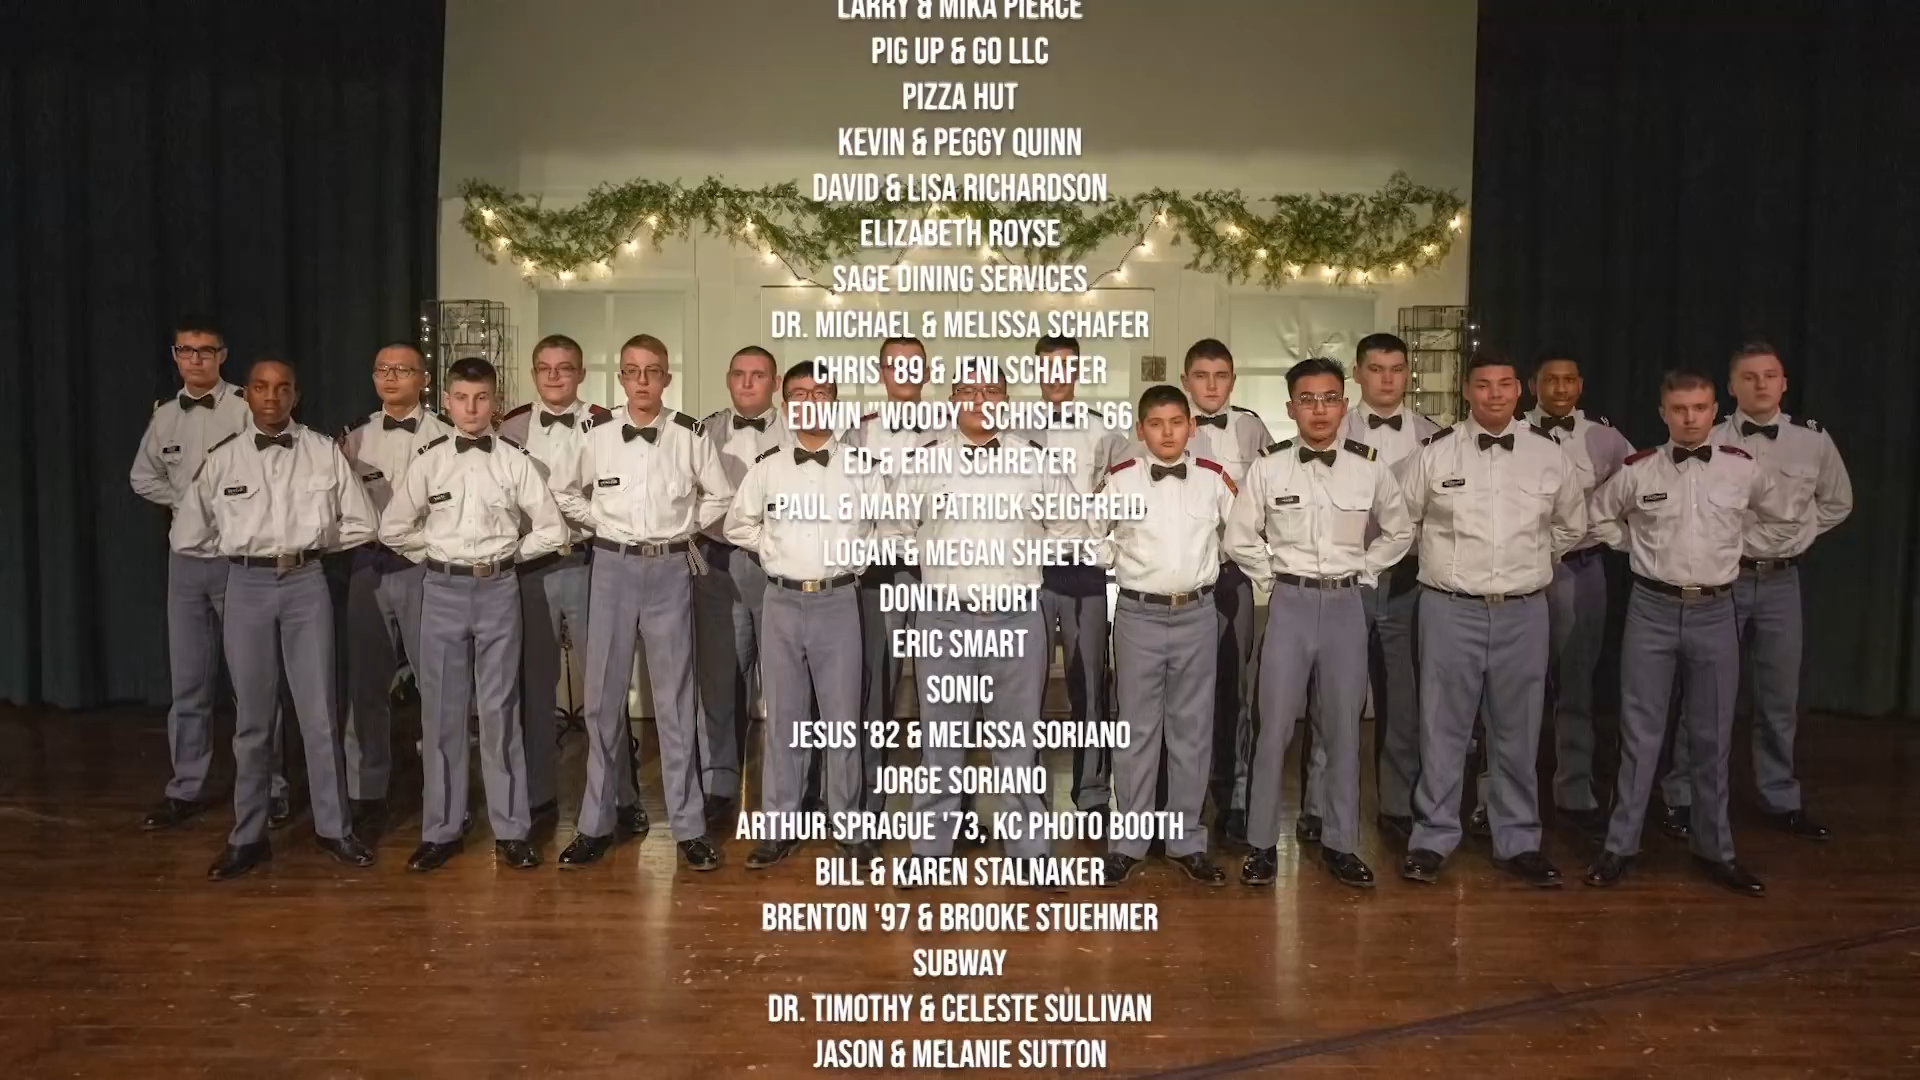 LARRY & MIKA PIERCE
PIG UP & GO LLC
PIZZA HUT
KEVIN & PEGGY QUINN
DAVID & LISA RICHARDSON
ELIZABETH ROYSE
SAGE DINING SERVICES
DR. MICHAEL & MELISSA SCHAFER
CHRIS '89 & JENI SCHAFER
EDWIN "WOODY" SCHISLER '66
ED & ERIN SCHREYER
PAUL & MARY PATRICK SEIGFREID
LOGAN & MEGAN SHEETS
DONITA SHORT
ERIC SMART
SONIC
JESUS '82 & MELISSA SORIANO
JORGE SORIANO
ARTHUR SPRAGUE '73, KC PHOTO BOOTH
BILL & KAREN STALNAKER
BRENTON '97 & BROOKE STUEHMER
SUBWAY
DR. TIMOTHY & CELESTE SULLIVAN
JASON & MELANIE SUTTON